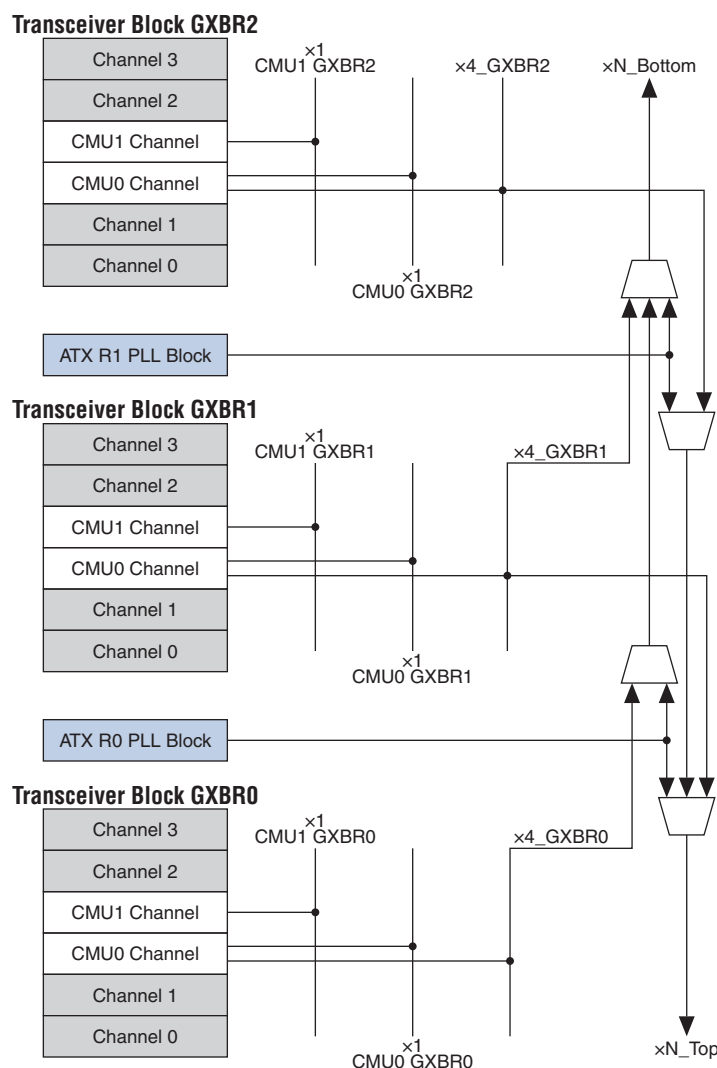 Transceiver Block GXBR2
Channel 3
Channel 2
CMU1 Channel
CMU0 Channel
Channel 1
Channel 0
×1
CMU1 GXBR2
×4_GXBR2
×N_Bottom
×1
CMU0 GXBR2
ATX R1 PLL Block
Transceiver Block GXBR1
Channel 3
Channel 2
CMU1 Channel
CMU0 Channel
Channel 1
Channel 0
×1
CMU1 GXBR1
×4_GXBR1
×1
CMU0 GXBR1
ATX R0 PLL Block
Transceiver Block GXBR0
Channel 3
Channel 2
CMU1 Channel
CMU0 Channel
Channel 1
Channel 0
×1
CMU1 GXBR0
×4_GXBR0
×1
CMU0 GXBR0
×N_Top